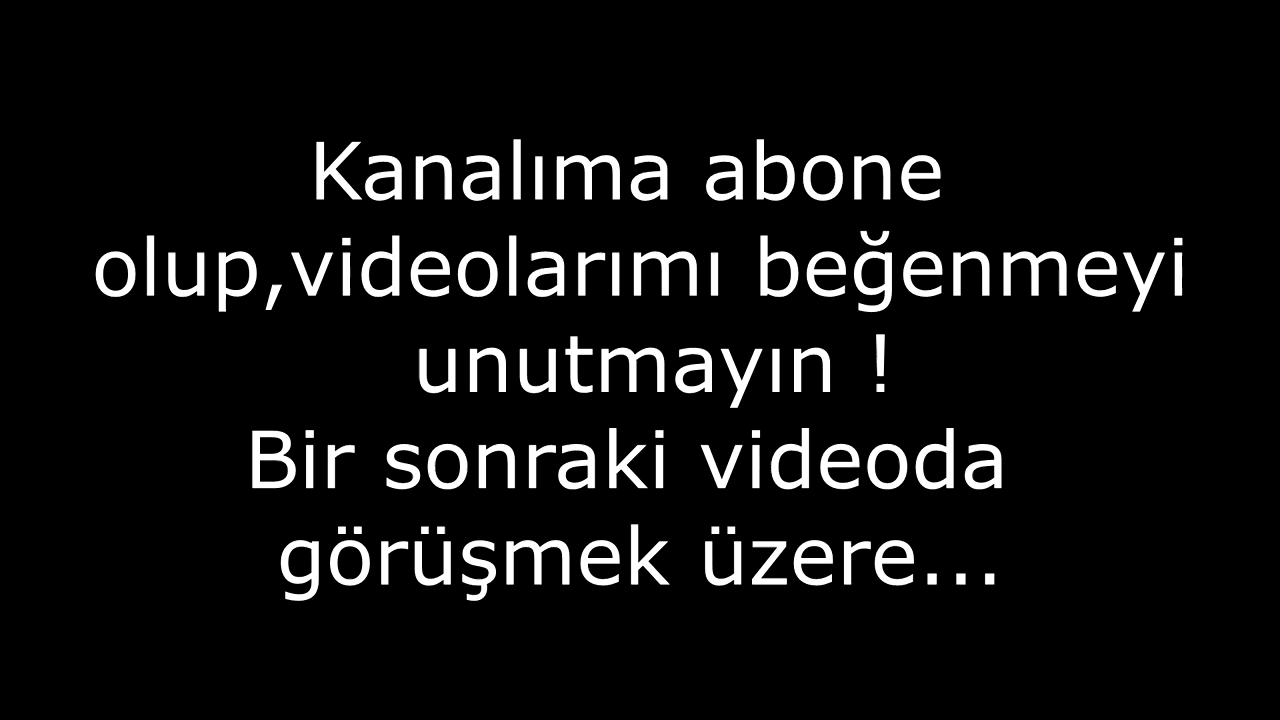 Kanalıma abone
olup,videolarımı beğenmeyi
unutmayın !
Bir sonraki videoda
görüşmek üzere...